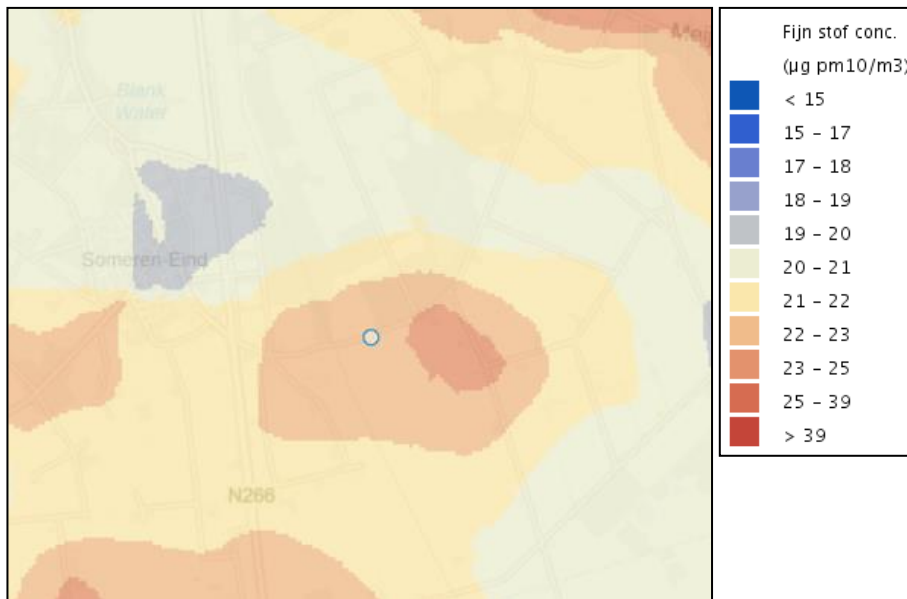 Blank
Water
Someren-Eind
N266
Fijn stof conc.
(µg pm10/m3)
< 15
15 – 17
17 – 18
18 – 19
19 – 20
20 – 21
21 – 22
22 – 23
23 – 25
25 – 39
> 39